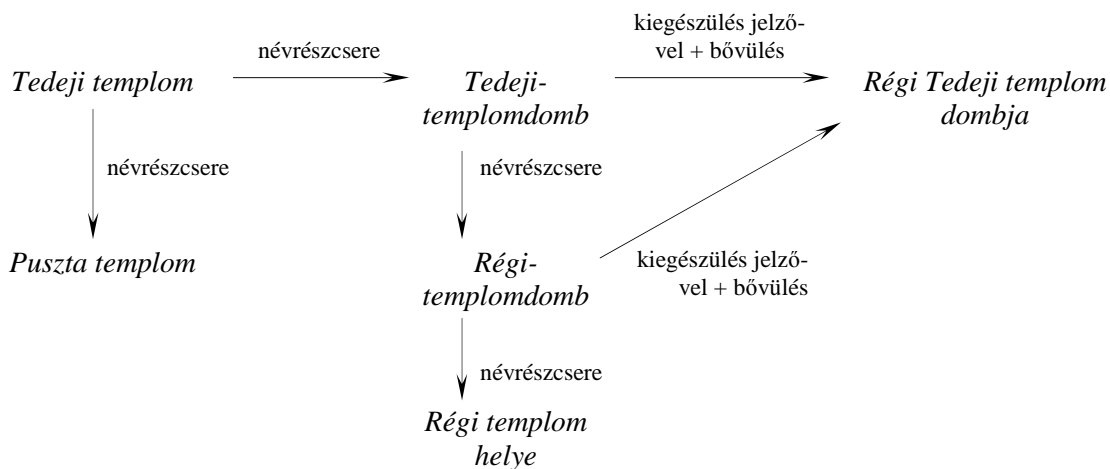 kiegészülés jelző-
vel + bővülés
névrészcsere
Tedeji templom
Tedeji-
templomdomb
Régi Tedeji templom
dombja
névrészcsere
névrészcsere
Puszta templom
Régi-
templomdomb
kiegészülés jelző-
vel + bővülés
névrészcsere
Régi templom
helye